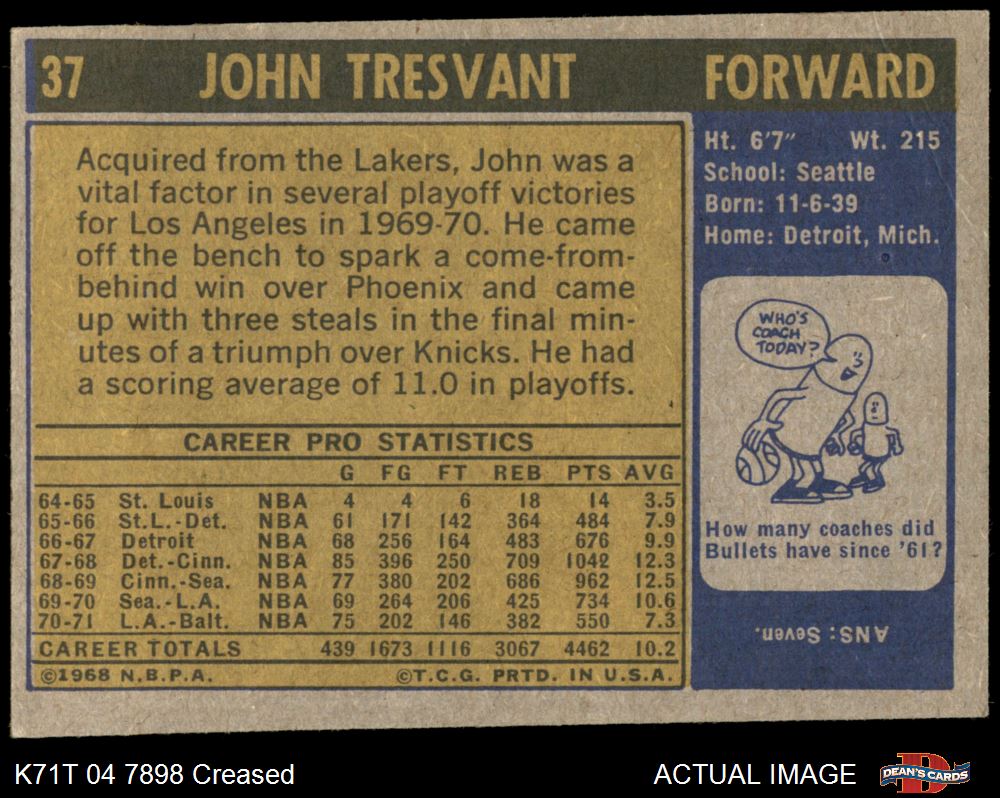 37 JOHN TRESVANT FORWARD
Acquired from the Lakers, John was a
vital factor in several playoff victories
for Los Angeles in 1969-70. He came
off the bench to spark a come-from-
behind win over Phoenix and came
up with three steals in the final min-
utes of a triumph over Knicks. He had
a scoring average of 11.0 in playoffs.
CAREER PRO STATISTICS
G FG FT REB PTS AVG
64-65 St. Louis NBA 4 4 6 18 14 3.5
65-66 St.L.-Det. NBA 61 171 142 364 484 7.9
66-67 Detroit NBA 68 256 164 483 676 9.9
67-68 Det.-Cinn. NBA 85 396 250 709 1042 12.3
68-69 Cinn.-Sea. NBA 77 380 202 686 962 12.5
69-70 Sea.-L.A. NBA 69 264 206 425 734 10.6
70-71 L.A.-Balt. NBA 75 202 146 382 550 7.3
CAREER TOTALS 439 1673 1116 3067 4462 10.2
©1968 N.B.P.A. ©T.C.G. PRTD. IN U.S.A.
Ht. 6'7" Wt. 215
School: Seattle
Born: 11-6-39
Home: Detroit, Mich.
WHO'S
COACH
TODAY?
How many coaches did
Bullets have since '61?
ANS: Seven.
K71T 04 7898 Creased
ACTUAL IMAGE
DEAN'S CARDS